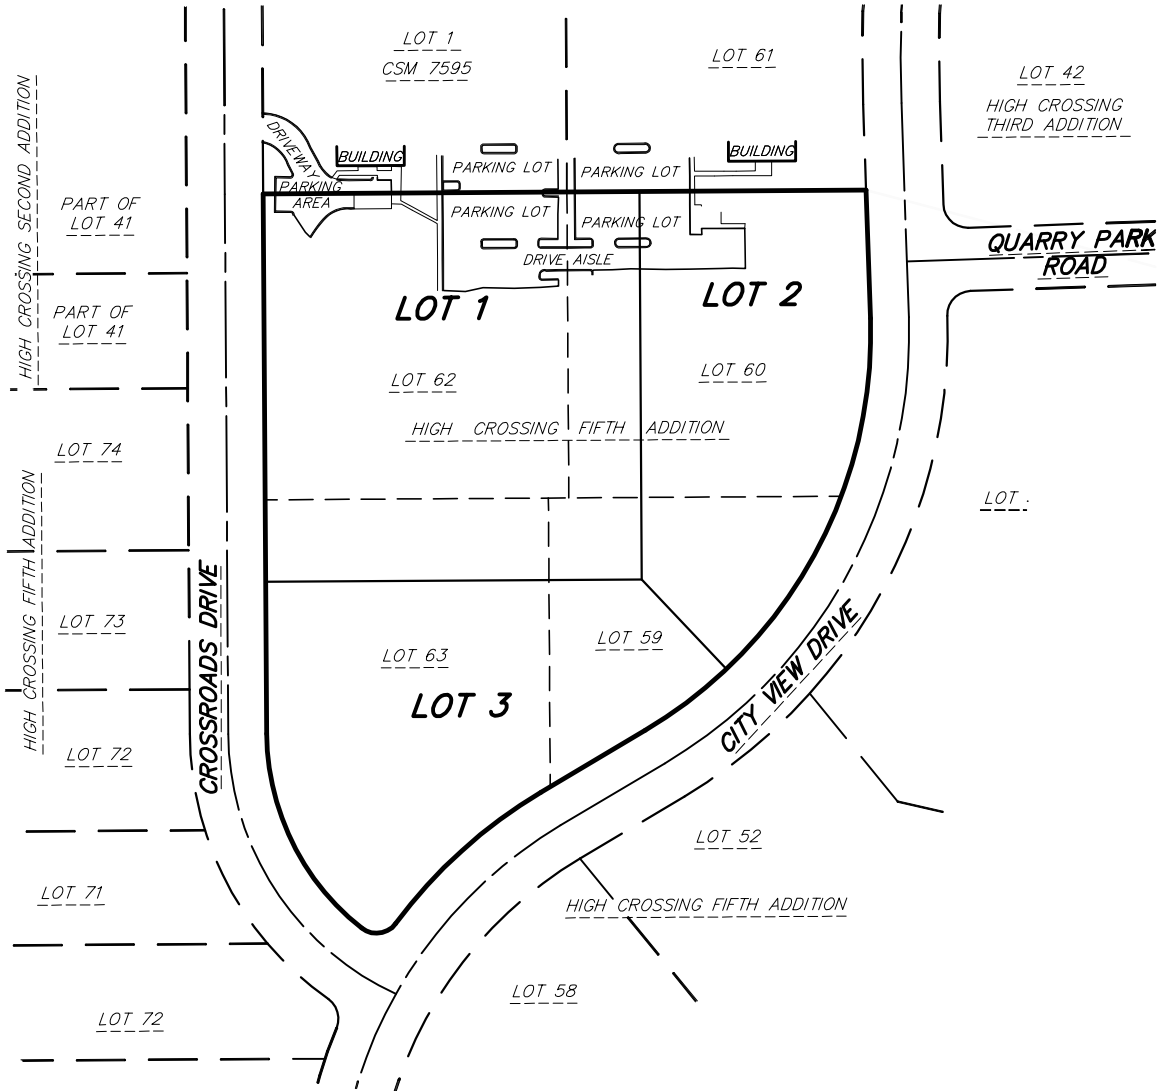 LOT 1
CSM 7595
LOT 61
LOT 42
HIGH CROSSING
THIRD ADDITION
HIGH CROSSING SECOND ADDITION
DRIVEWAY
BUILDING
PARKING LOT
PARKING LOT
BUILDING
PARKING
AREA
PARKING LOT
PARKING LOT
DRIVE AISLE
PART OF
LOT 41
QUARRY PARK
ROAD
LOT 1
LOT 2
PART OF
LOT 41
LOT 62
LOT 60
HIGH CROSSING FIFTH ADDITION
LOT 74
HIGH CROSSING FIFTH ADDITION
LOT
CROSSROADS DRIVE
LOT 73
LOT 63
LOT 59
LOT 3
CITY VIEW DRIVE
LOT 72
LOT 52
LOT 71
HIGH CROSSING FIFTH ADDITION
LOT 58
LOT 72